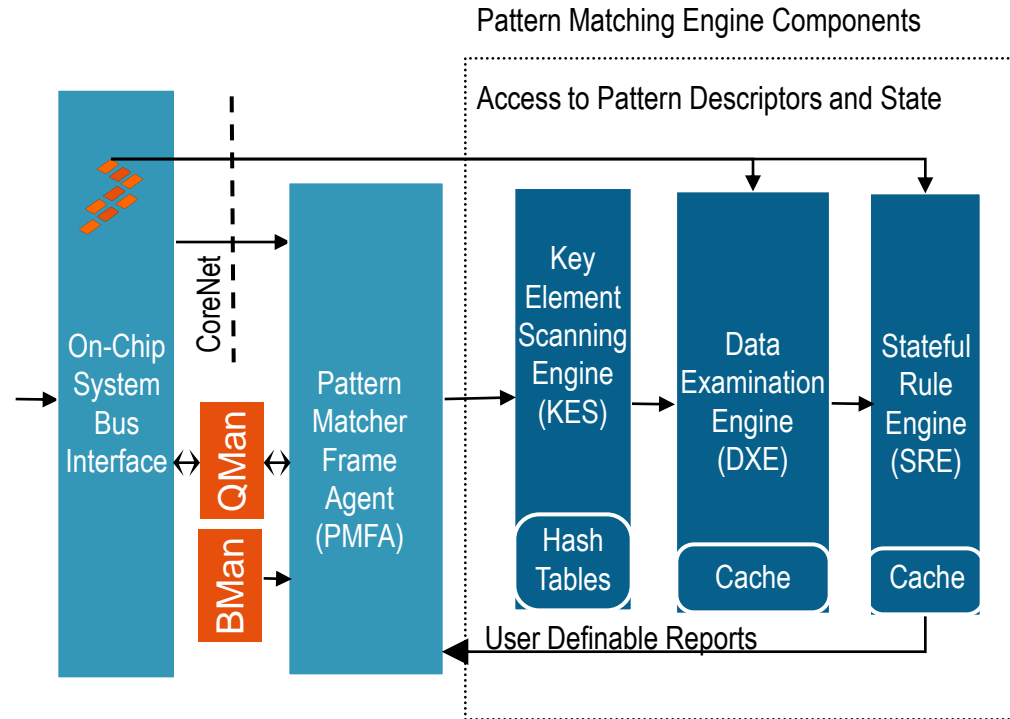 Pattern Matching Engine Components
Access to Pattern Descriptors and State
On-Chip
System
Bus
Interface
CoreNet
QMan
BMan
Pattern
Matcher
Frame
Agent
(PMFA)
Key
Element
Scanning
Engine
(KES)
Hash
Tables
Data
Examination
Engine
(DXE)
Cache
Stateful
Rule
Engine
(SRE)
Cache
User Definable Reports